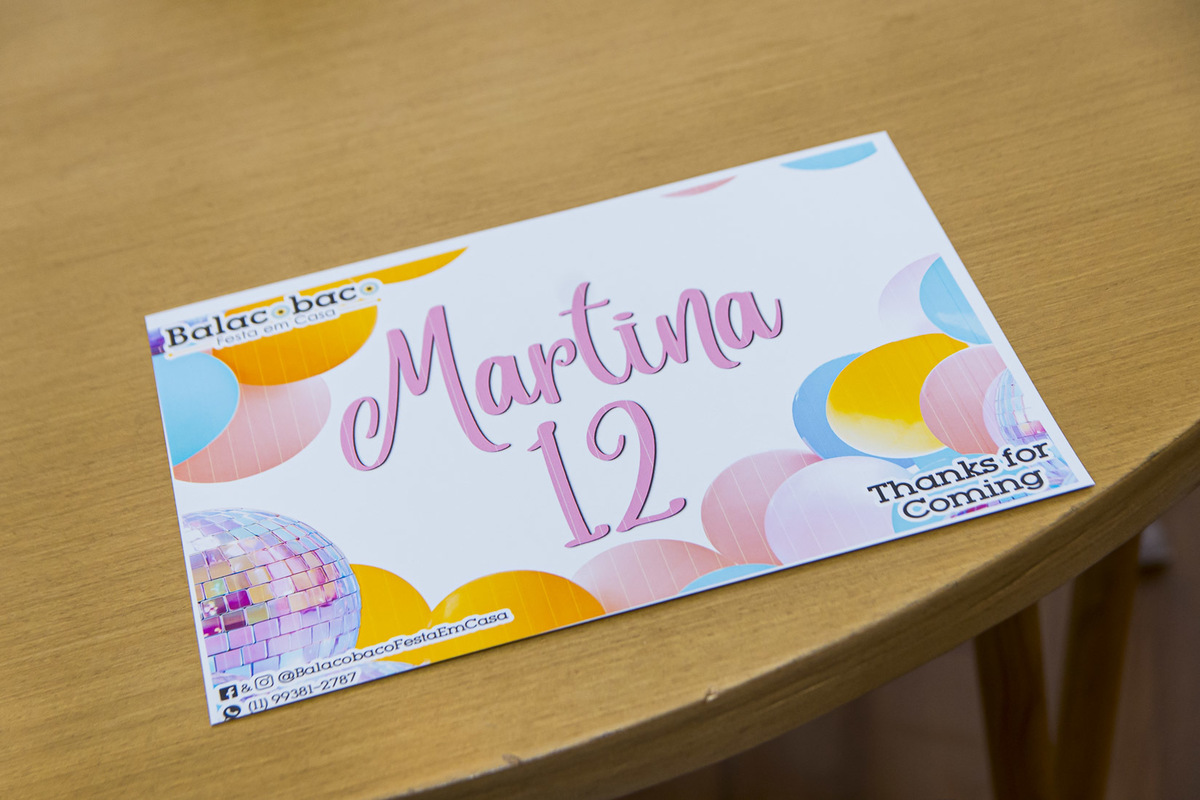 Balacobaco
Festa em Casa
Martina
12
Thanks for
Coming
& @BalacobacoFestaEmCasa
(11) 99381-2787